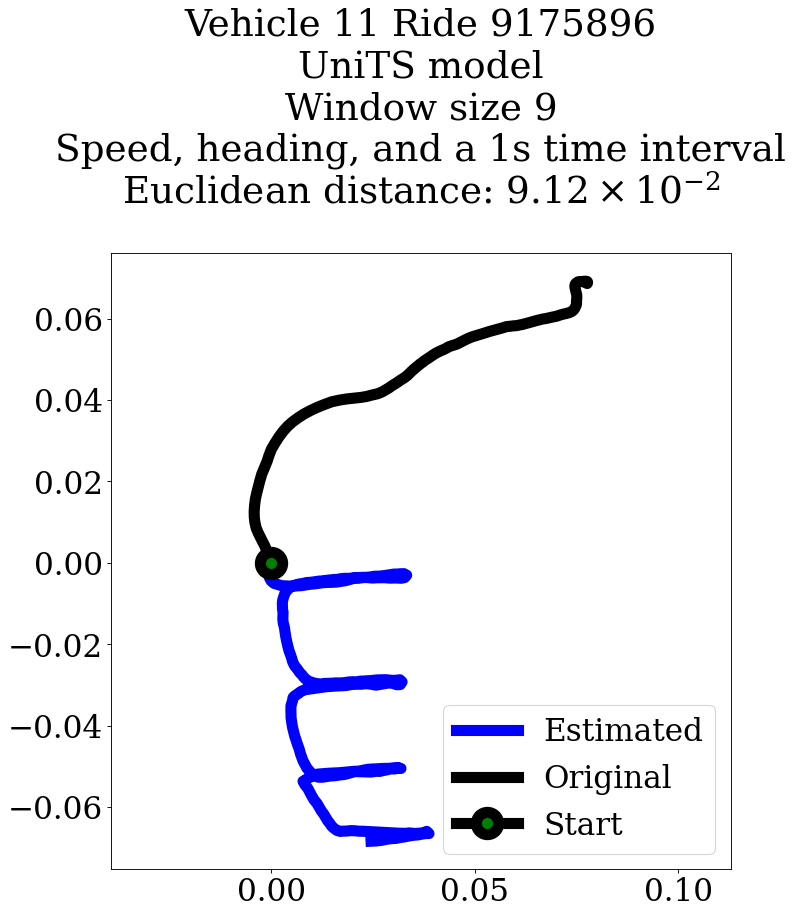 Vehicle 11 Ride 9175896
UniTS model
Window size 9
Speed, heading, and a 1s time interval
Euclidean distance: 9.12 × 10⁻²
0.06
0.04
0.02
0.00
−0.02
−0.04
−0.06
0.00
0.05
0.10
Estimated
Original
Start